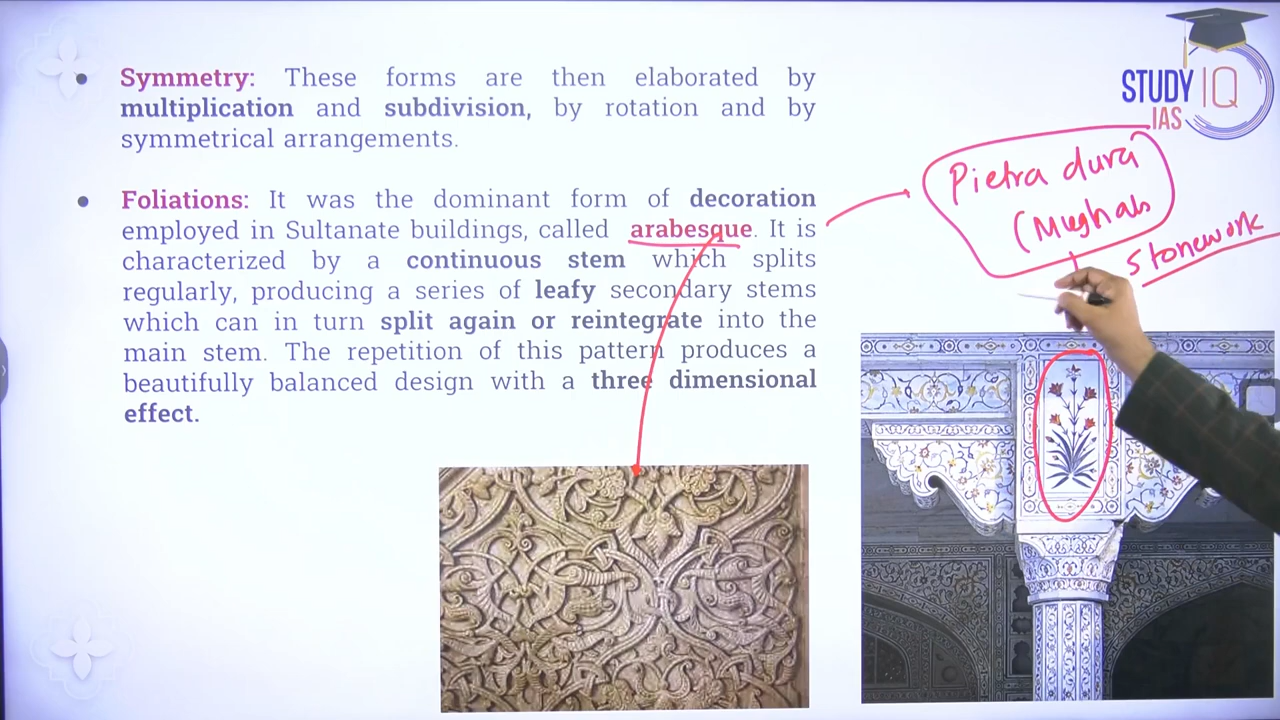 • Symmetry: These forms are then elaborated by
multiplication and subdivision, by rotation and by
symmetrical arrangements.
• Foliations: It was the dominant form of decoration
employed in Sultanate buildings, called arabesque. It is
characterized by a continuous stem which splits
regularly, producing a series of leafy secondary stems
which can in turn split again or reintegrate into the
main stem. The repetition of this pattern produces a
beautifully balanced design with a three dimensional
effect.
STUDY IQ
IAS
Pietra dura
(Mughals
Stonework